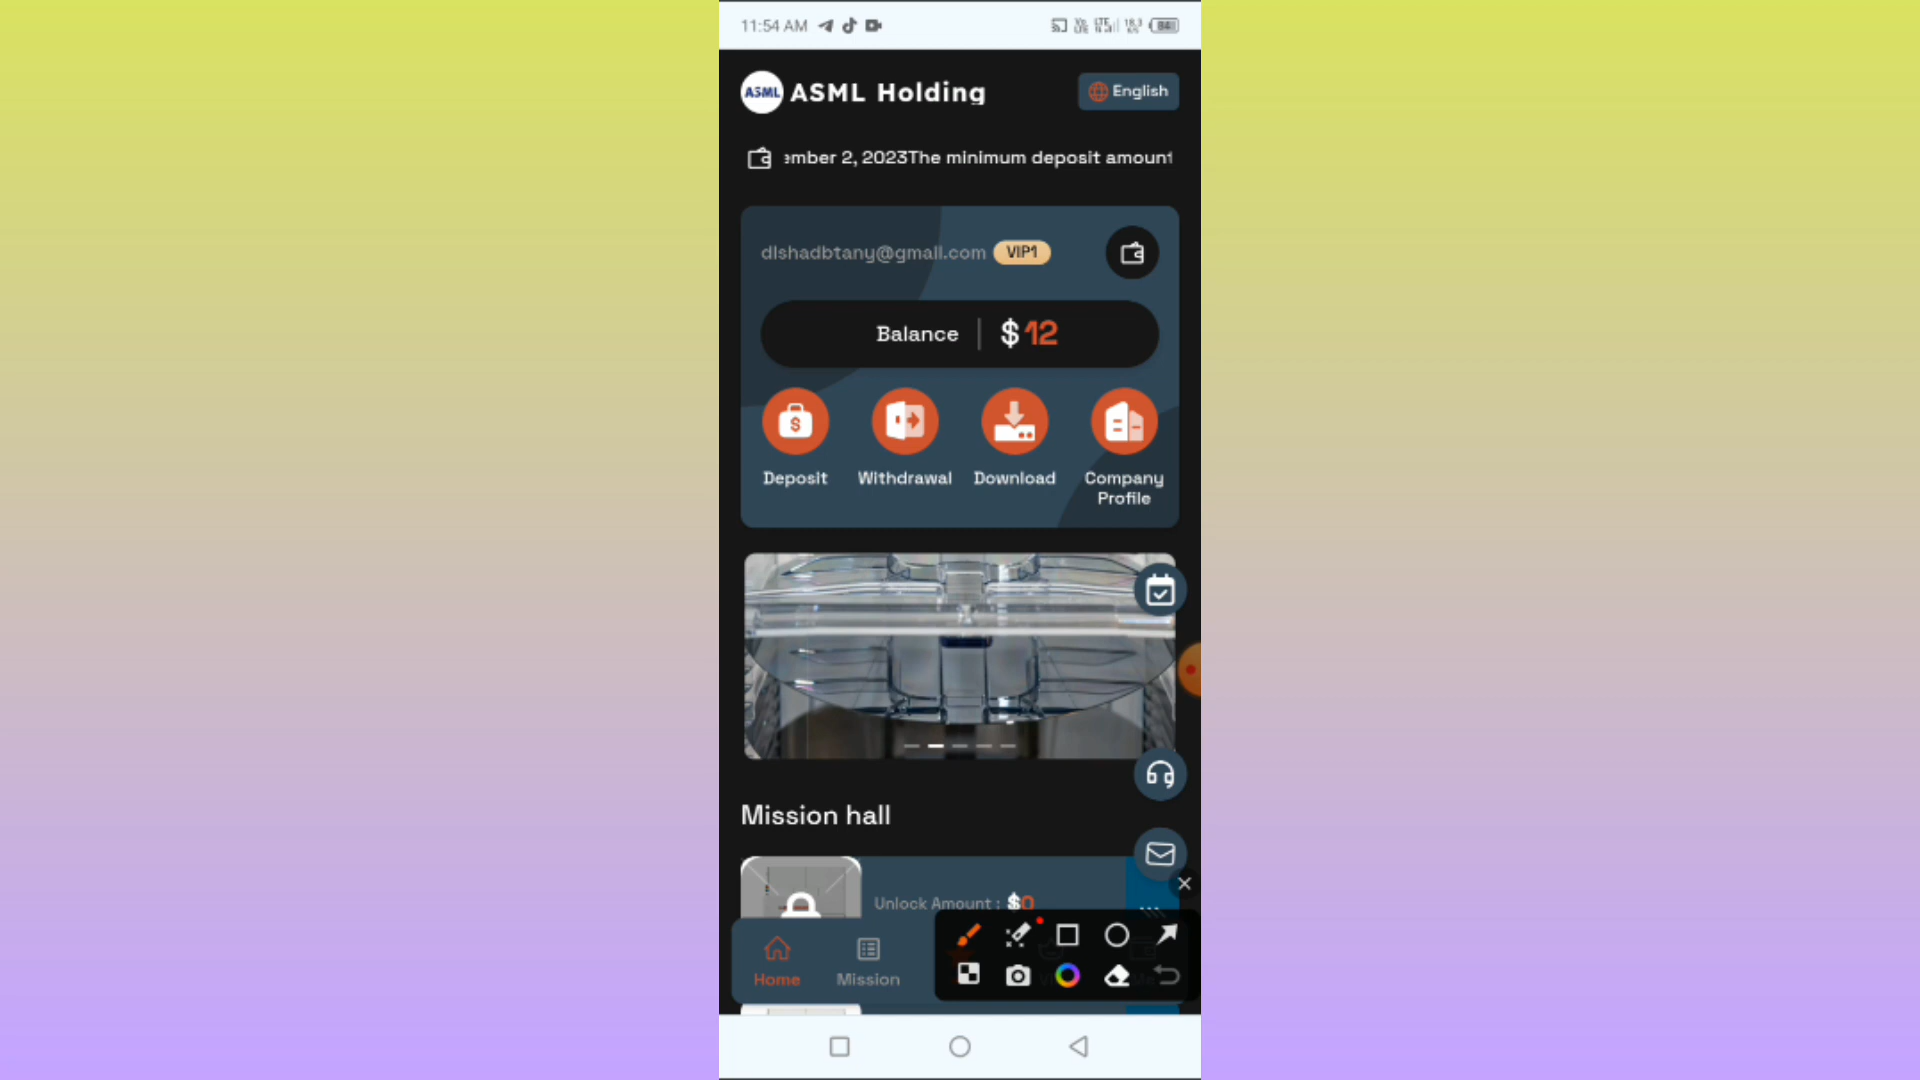 11:54 AM
ASML ASML Holding
English
ember 2, 2023The minimum deposit amount
dlshadbtany@gmail.com VIP1
Balance $12
Deposit
Withdrawal
Download
Company
Profile
Mission hall
Unlock Amount : $0
Home
Mission